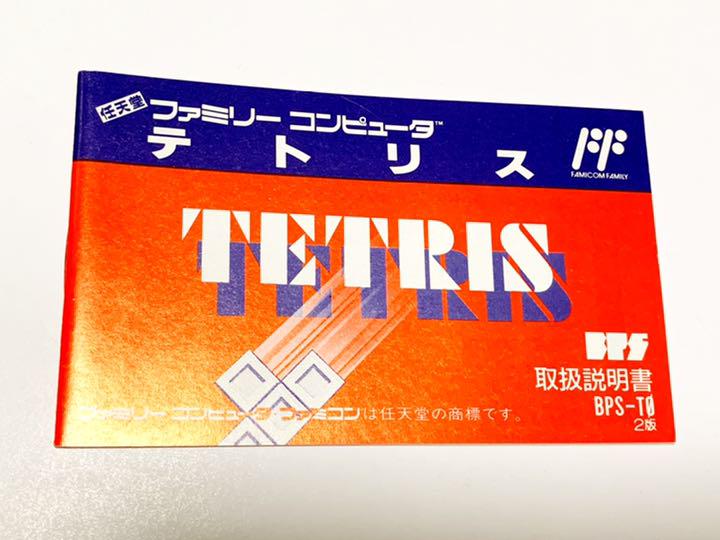 任天堂 ファミリー コンピュータ™
テトリス
FAMICOM FAMILY
TETRIS
BPS
取扱説明書
BPS-TØ
2版
ファミリー コンピュータ・ファミコンは任天堂の商標です。